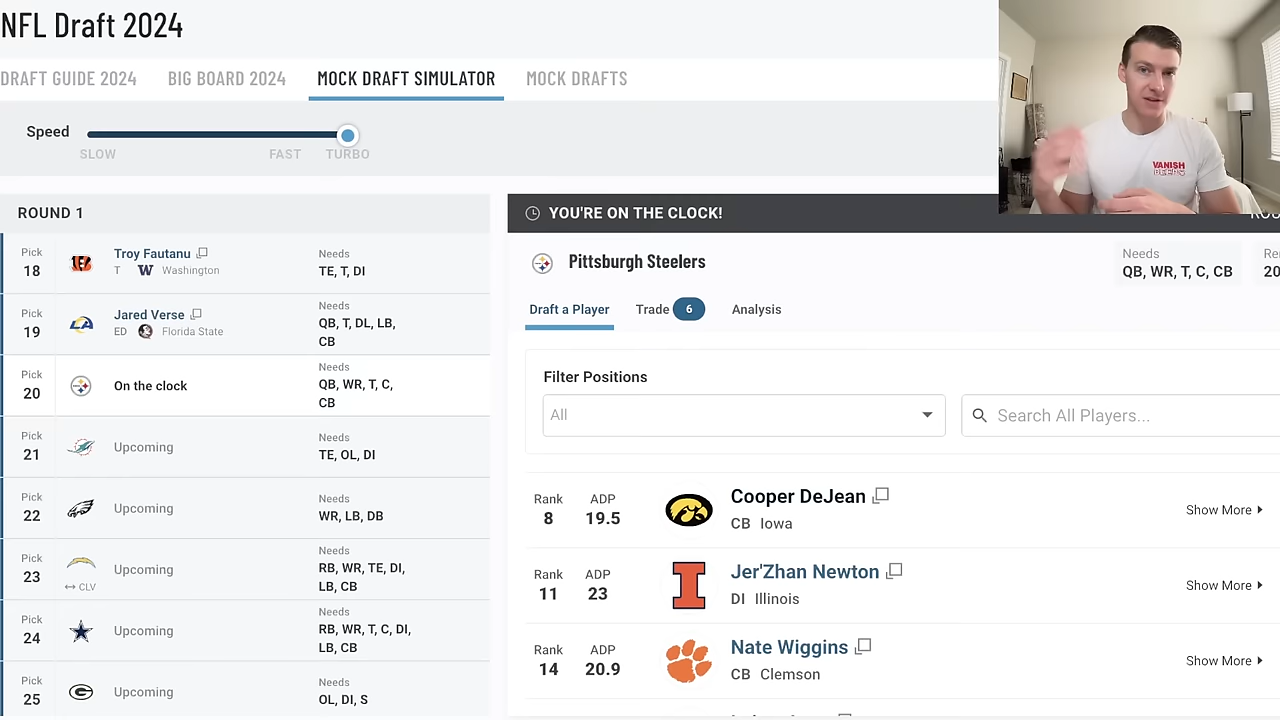 NFL Draft 2024
DRAFT GUIDE 2024 BIG BOARD 2024 MOCK DRAFT SIMULATOR MOCK DRAFTS
Speed
SLOW FAST TURBO
VANISH
BEERS
ROUND 1
Pick
18
Troy Fautanu
T W Washington
Needs
TE, T, DI
Pick
19
Jared Verse
ED Florida State
Needs
QB, T, DL, LB,
CB
Pick
20
On the clock
Needs
QB, WR, T, C,
CB
Pick
21
Upcoming
Needs
TE, OL, DI
Pick
22
Upcoming
Needs
WR, LB, DB
Pick
23
CLV
Upcoming
Needs
RB, WR, TE, DI,
LB, CB
Pick
24
Upcoming
Needs
RB, WR, T, C, DI,
LB, CB
Pick
25
G
Upcoming
Needs
OL, DI, S
YOU'RE ON THE CLOCK!
Pittsburgh Steelers
Needs
QB, WR, T, C, CB
20
Draft a Player Trade 6 Analysis
Filter Positions
All
Search All Players...
Rank
8
ADP
19.5
Cooper DeJean
CB Iowa
Show More
Rank
11
ADP
23
I
Jer'Zhan Newton
DI Illinois
Show More
Rank
14
ADP
20.9
Nate Wiggins
CB Clemson
Show More